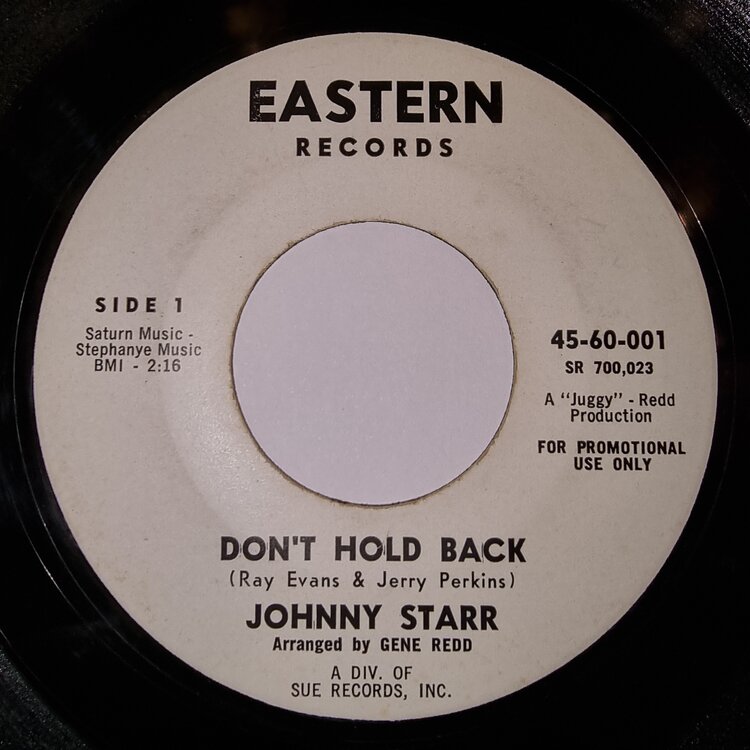 EASTERN
RECORDS
SIDE 1
Saturn Music -
Stephanye Music
BMI - 2:16
45-60-001
SR 700,023
A "Juggy" - Redd
Production
FOR PROMOTIONAL
USE ONLY
DON'T HOLD BACK
(Ray Evans & Jerry Perkins)
JOHNNY STARR
Arranged by GENE REDD
A DIV. OF
SUE RECORDS, INC.